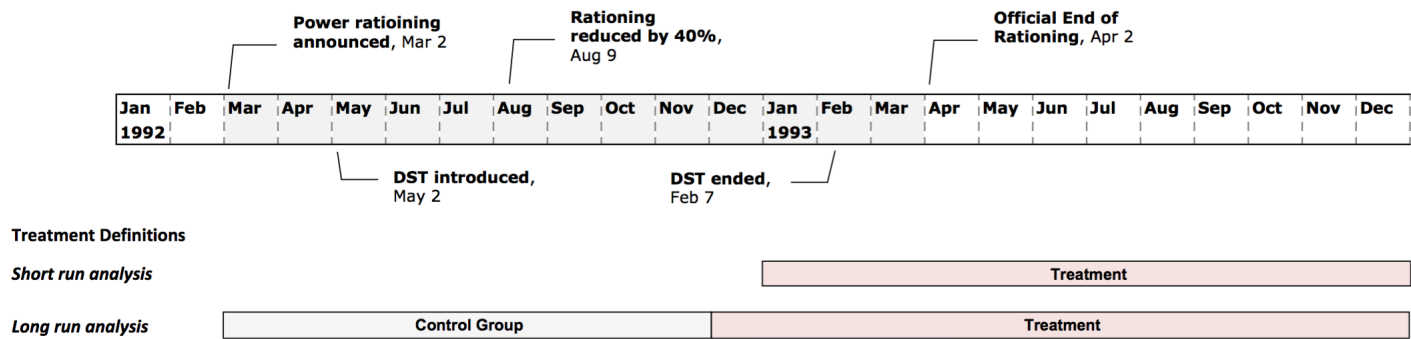 Power ratioining
announced, Mar 2
Rationing
reduced by 40%,
Aug 9
Official End of
Rationing, Apr 2
Jan Feb Mar Apr May Jun Jul Aug Sep Oct Nov Dec Jan Feb Mar Apr May Jun Jul Aug Sep Oct Nov Dec
1992 1993
DST introduced,
May 2
DST ended,
Feb 7
Treatment Definitions
Short run analysis Treatment
Long run analysis Control Group Treatment